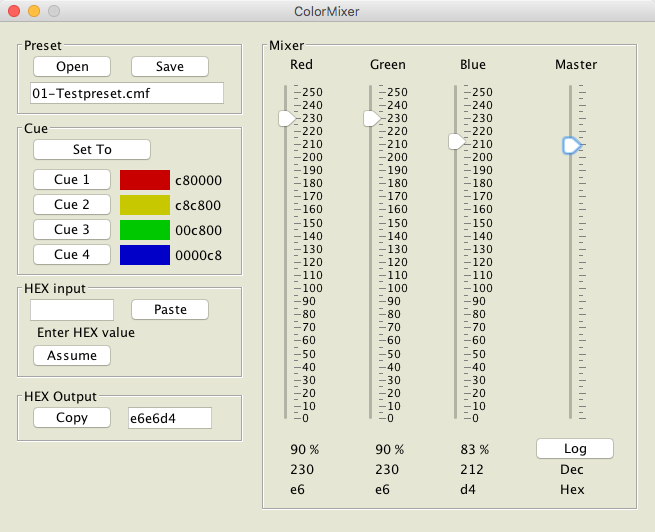 ColorMixer
Preset
Open Save
01-Testpreset.cmf
Cue
Set To
Cue 1 c80000
Cue 2 c8c800
Cue 3 00c800
Cue 4 0000c8
HEX input
Paste
Enter HEX value
Assume
HEX Output
Copy e6e6d4
Mixer
Red Green Blue Master
250 250 250
240 240 240
230 230 230
220 220 220
210 210 210
200 200 200
190 190 190
180 180 180
170 170 170
160 160 160
150 150 150
140 140 140
130 130 130
120 120 120
110 110 110
100 100 100
90 90 90
80 80 80
70 70 70
60 60 60
50 50 50
40 40 40
30 30 30
20 20 20
10 10 10
0 0 0
90 % 90 % 83 % Log
230 230 212 Dec
e6 e6 d4 Hex